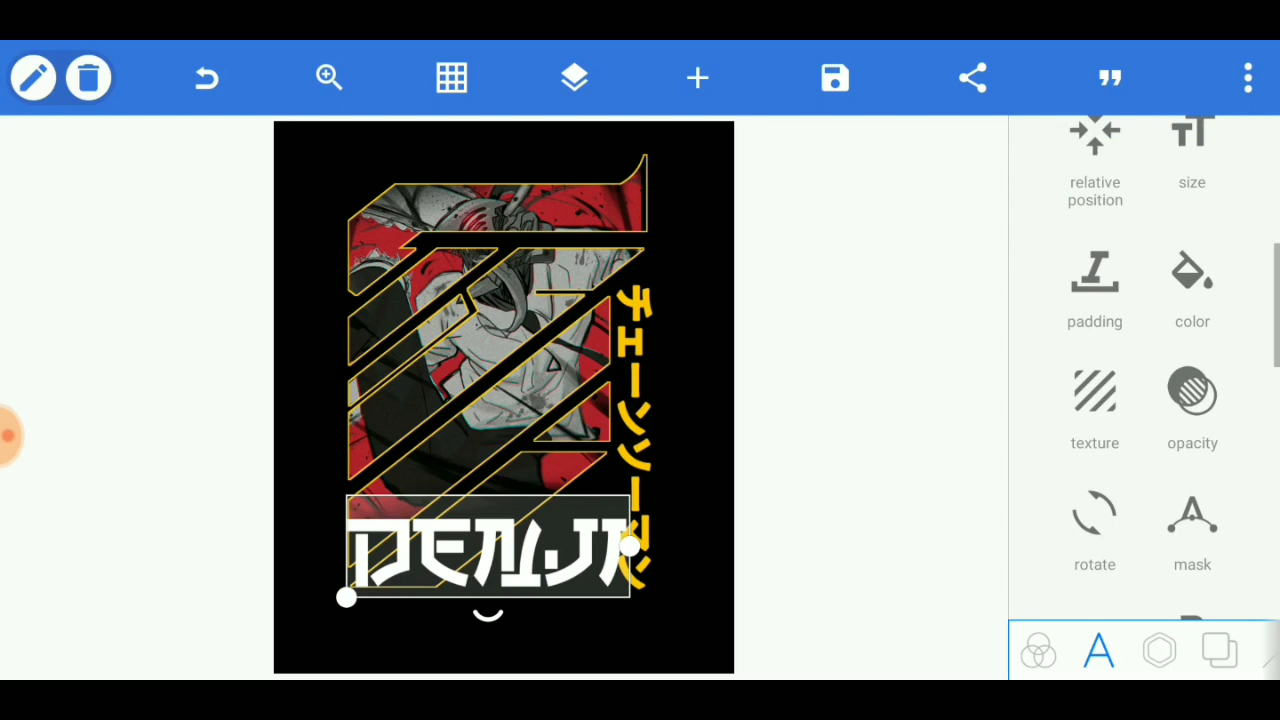 relative
position
size
padding
color
texture
opacity
rotate
mask
チェーンソーマン
DENJI